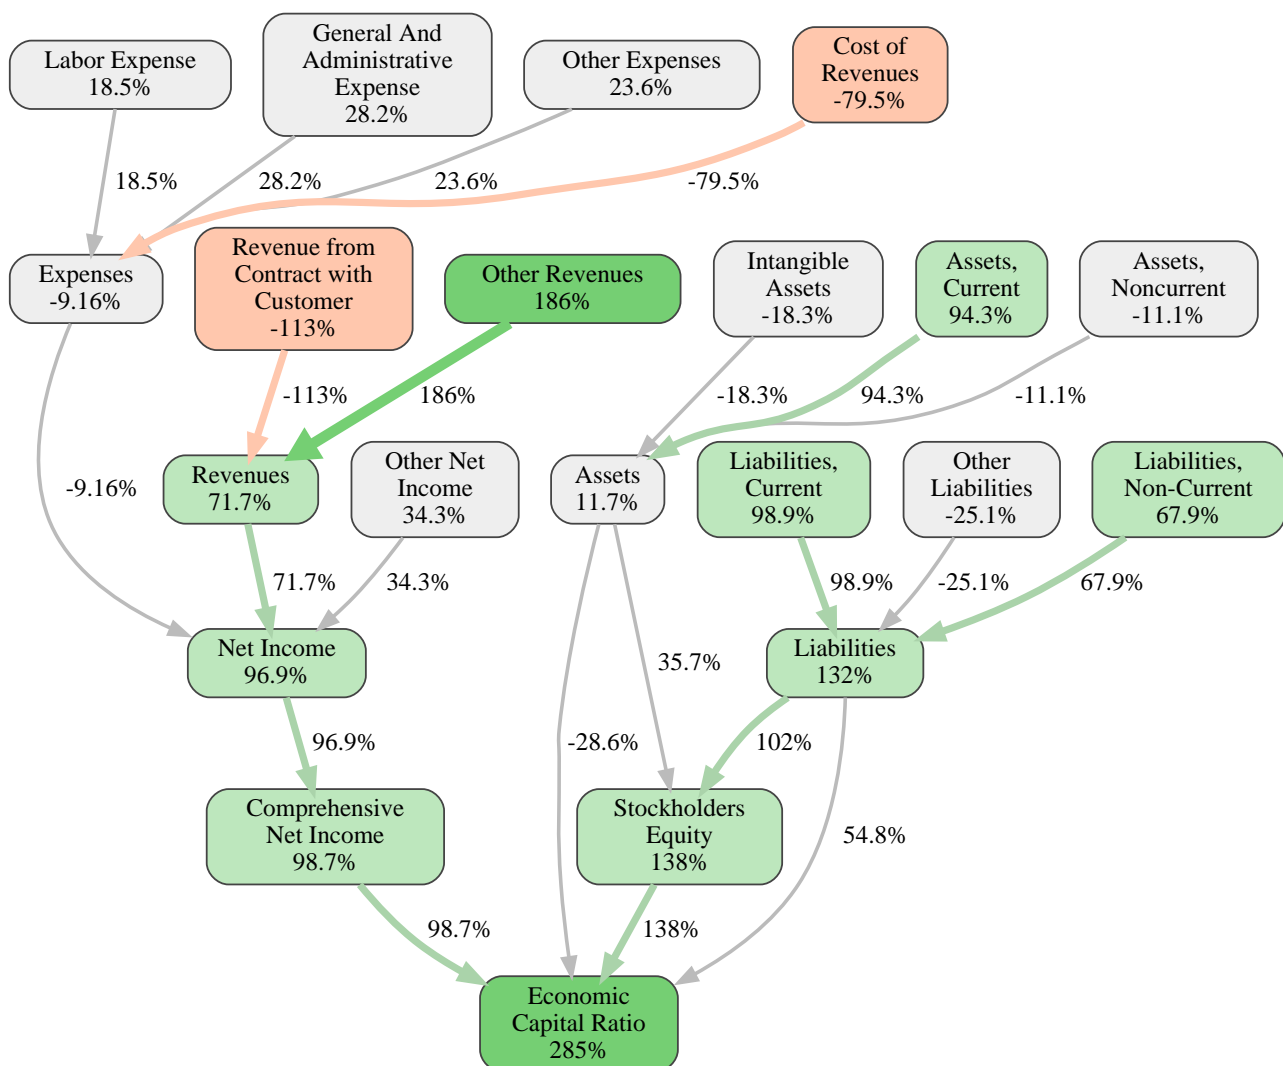 Labor Expense
18.5%
General And
Administrative
Expense
28.2%
Other Expenses
23.6%
Cost of
Revenues
-79.5%
18.5%
28.2%
23.6%
-79.5%
Expenses
-9.16%
Revenue from
Contract with
Customer
-113%
Other Revenues
186%
Intangible
Assets
-18.3%
Assets,
Current
94.3%
Assets,
Noncurrent
-11.1%
-113%
186%
-18.3%
94.3%
-11.1%
-9.16%
Revenues
71.7%
Other Net
Income
34.3%
Assets
11.7%
Liabilities,
Current
98.9%
Other
Liabilities
-25.1%
Liabilities,
Non-Current
67.9%
71.7%
34.3%
98.9%
-25.1%
67.9%
Net Income
96.9%
35.7%
Liabilities
132%
96.9%
-28.6%
102%
54.8%
Comprehensive
Net Income
98.7%
Stockholders
Equity
138%
98.7%
138%
Economic
Capital Ratio
285%